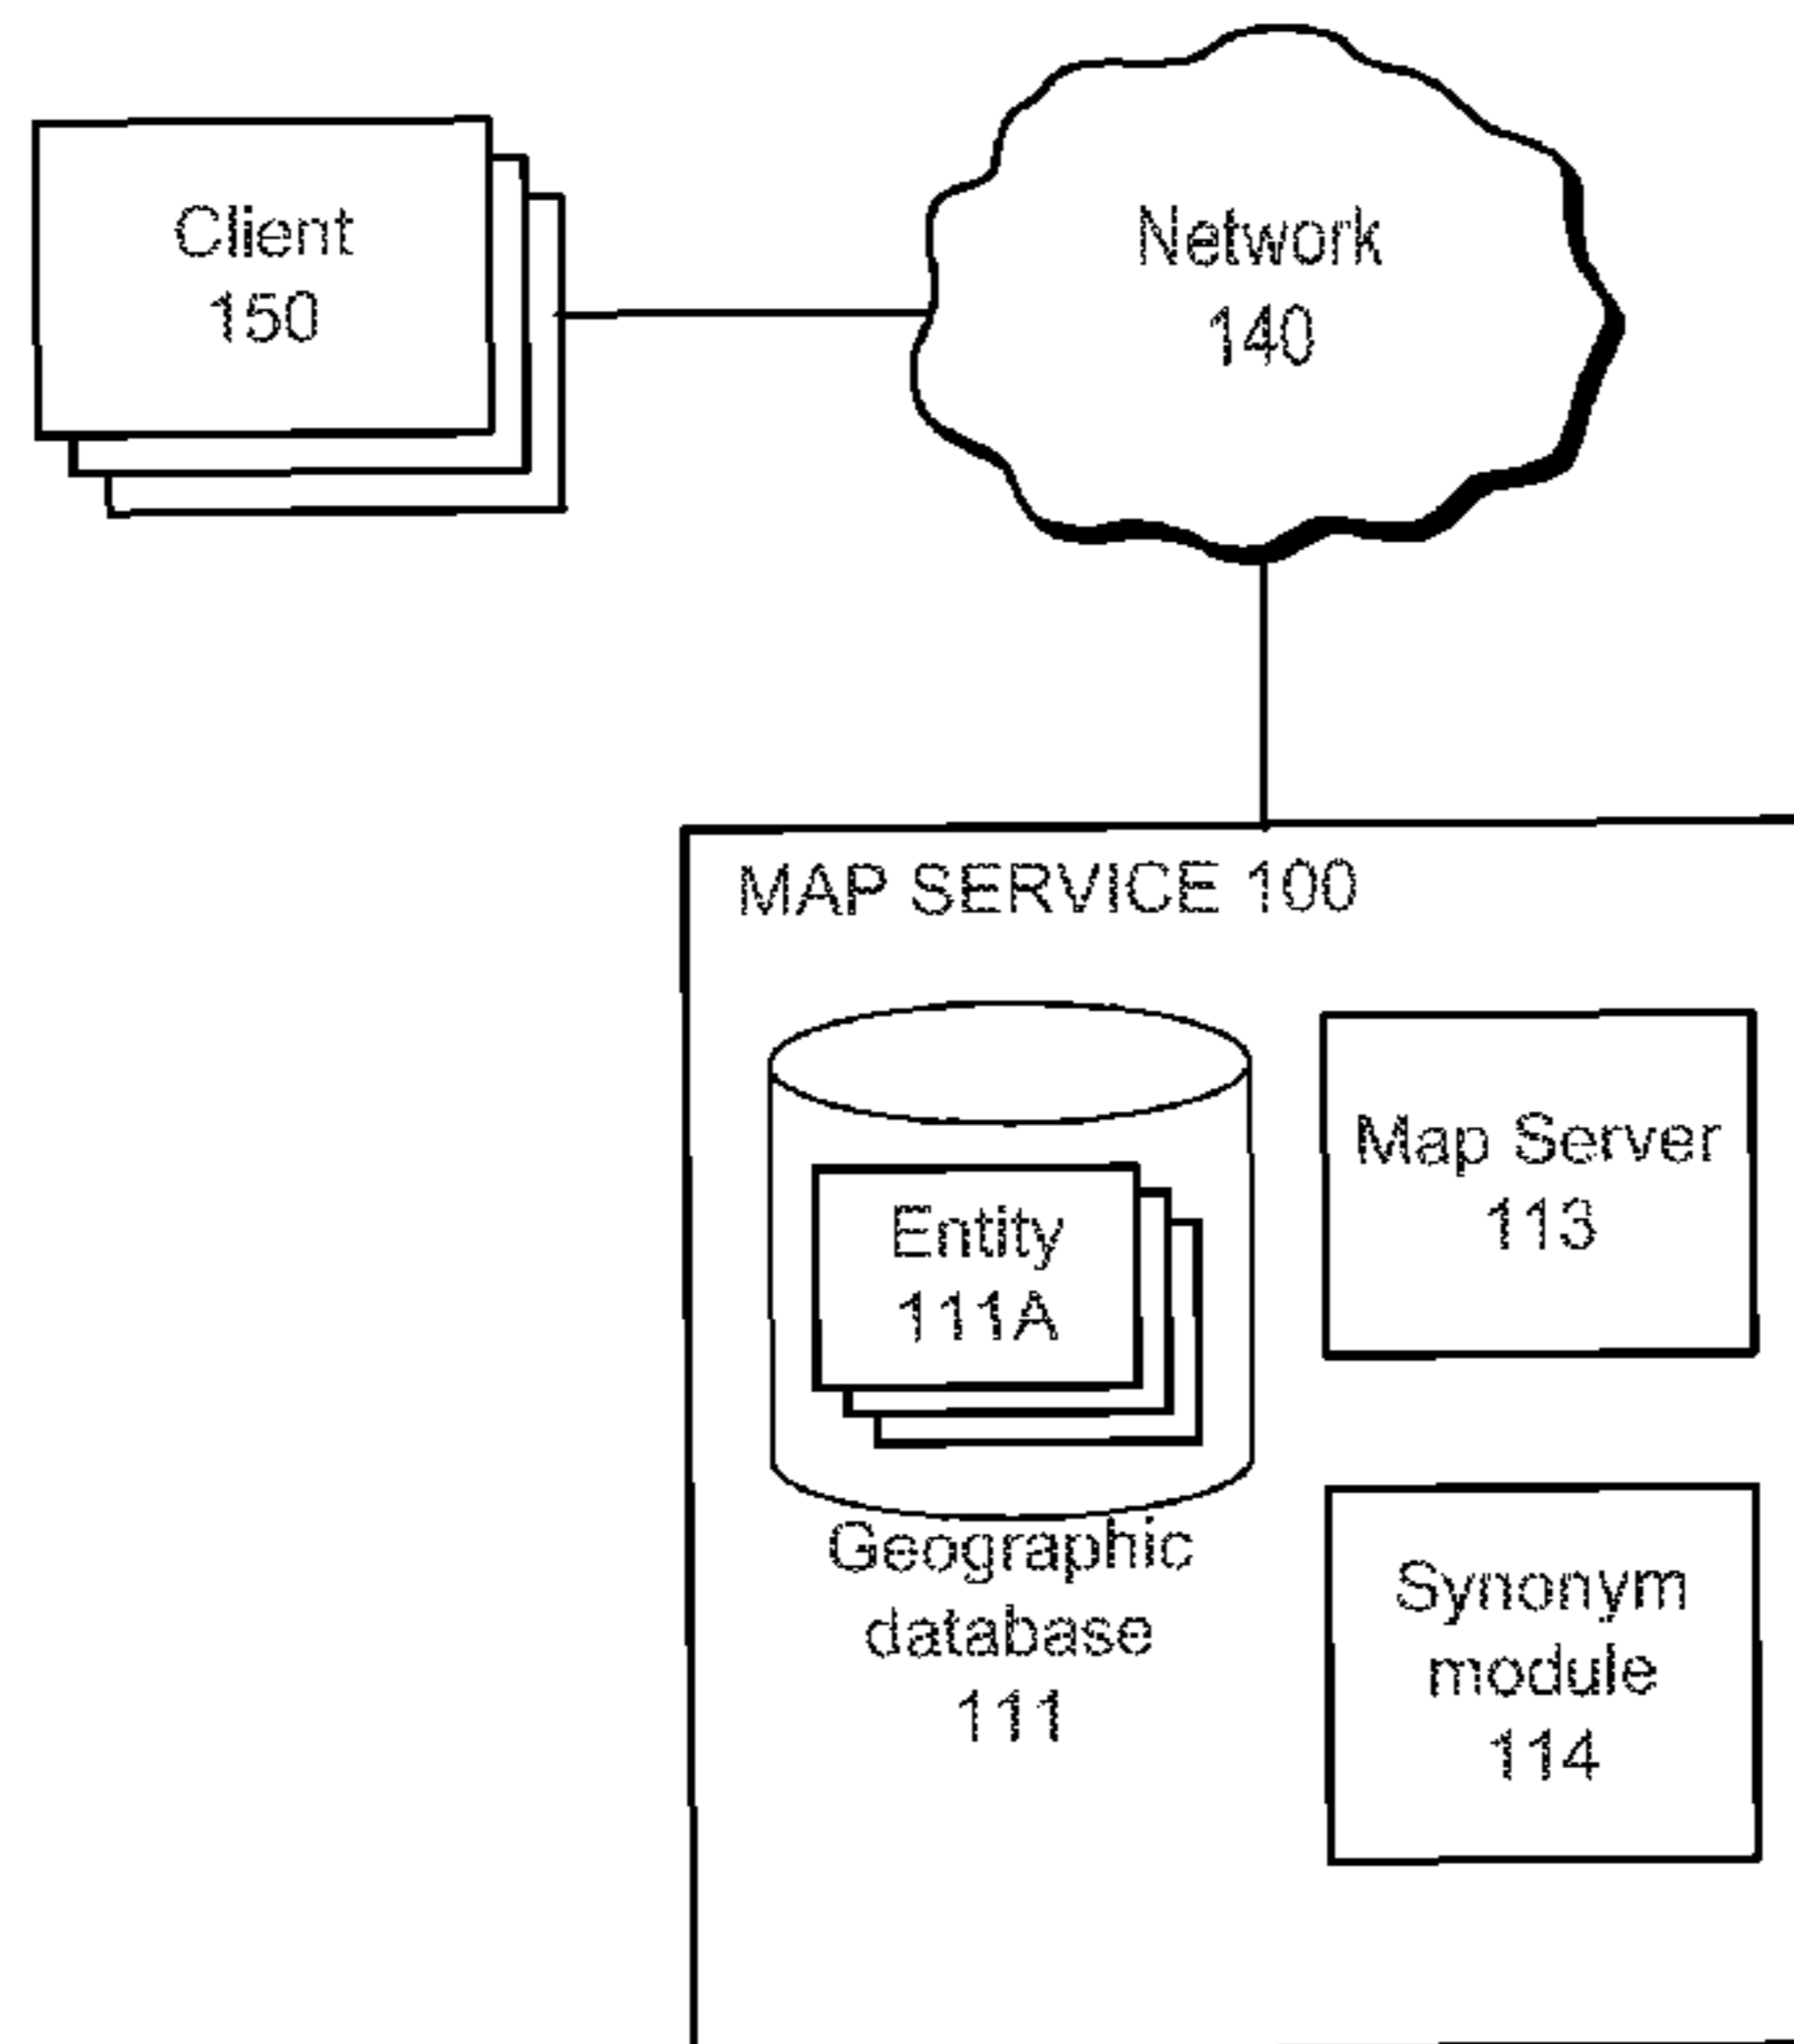 Client
150
Network
140
MAP SERVICE 100
Entity
111A
Geographic
database
111
Map Server
113
Synonym
module
114